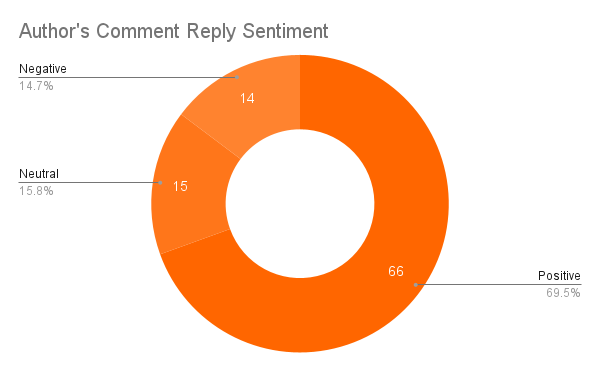 Author's Comment Reply Sentiment
Negative
14.7%
14
Neutral
15.8%
15
66
Positive
69.5%